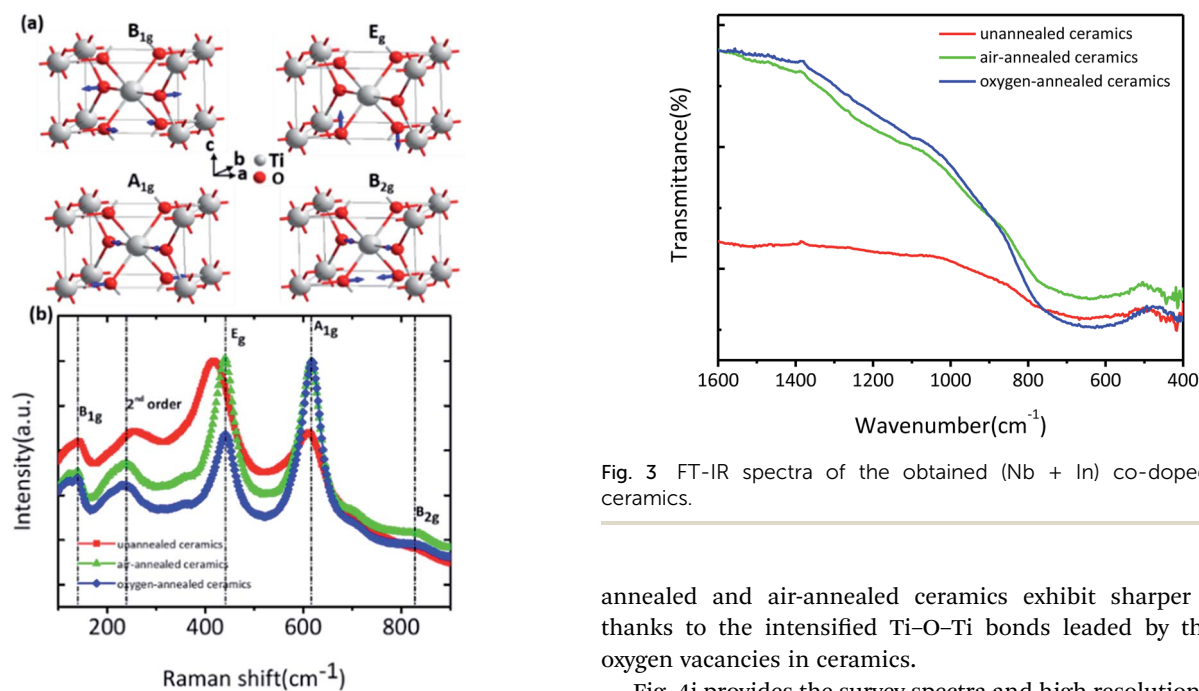 (a)
B1g
Eg
c
b
a
Ti
O
A1g
B2g
(b)
Intensity(a.u.)
B1g
2nd order
Eg
A1g
B2g
unannealed ceramics
air-annealed ceramics
oxygen-annealed ceramics
200 400 600 800
Raman shift(cm-1)
Transmittance(%)
unannealed ceramics
air-annealed ceramics
oxygen-annealed ceramics
1600 1400 1200 1000 800 600 400
Wavenumber(cm-1)
Fig. 3 FT-IR spectra of the obtained (Nb + In) co-dope
ceramics.
annealed and air-annealed ceramics exhibit sharper
thanks to the intensified Ti–O–Ti bonds leaded by th
oxygen vacancies in ceramics.
Fig. 4i provides the survey spectra and high resolution